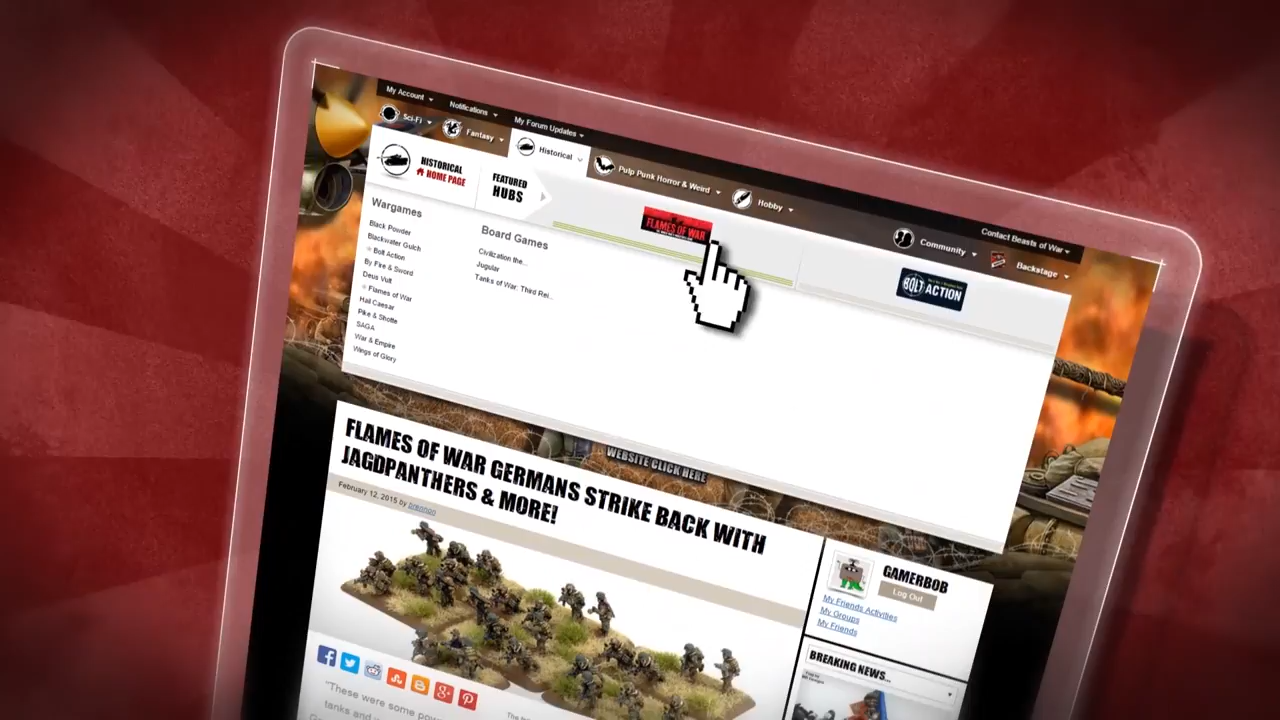 My Account
Notifications
My Forum Updates
Contact Beasts of War
Sci-Fi
Fantasy
Historical
Pulp Punk Horror & Weird
Hobby
Community
Backstage
HISTORICAL
HOME PAGE
FEATURED
HUBS
FLAMES OF WAR
BOLT ACTION
Wargames
Black Powder
Blackwater Gulch
Bolt Action
By Fire & Sword
Deus Vult
Flames of War
Hail Caesar
Pike & Shotte
SAGA
War & Empire
Wings of Glory
Board Games
Civilization the...
Jugular
Tanks of War: Third Rei...
WEBSITE CLICK HERE
FLAMES OF WAR GERMANS STRIKE BACK WITH
JAGDPANTHERS & MORE!
February 12, 2015 by brennon
GAMERBOB
Log Out
My Friends Activities
My Groups
My Friends
BREAKING NEWS...
"These were some pow
tanks and